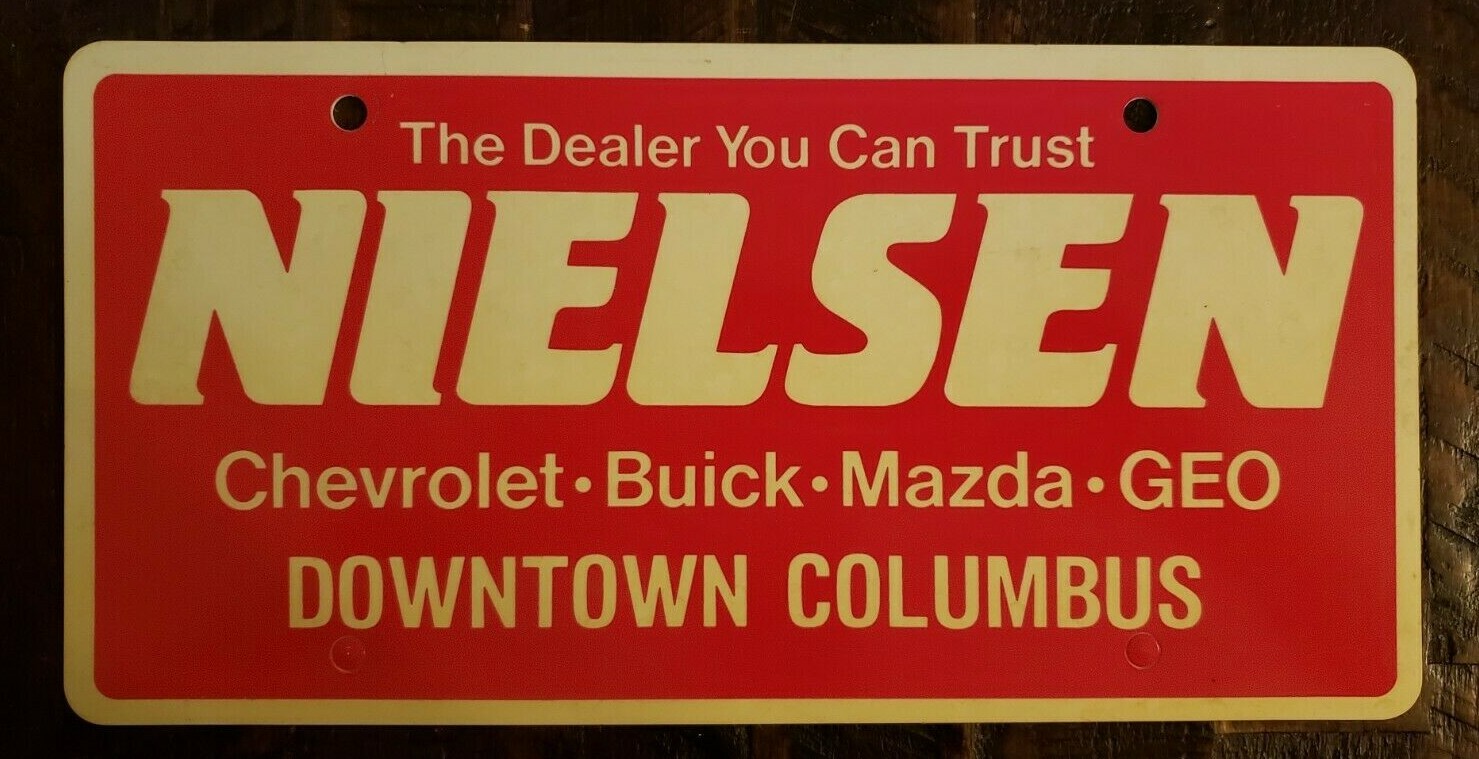 The Dealer You Can Trust
NIELSEN
Chevrolet • Buick • Mazda • GEO
DOWNTOWN COLUMBUS